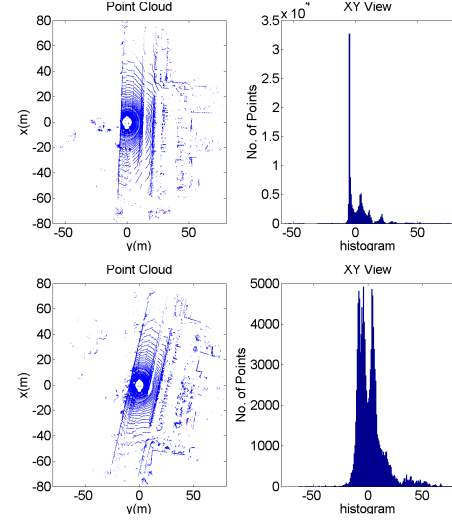 Point Cloud
XY View
3.5 x 10^4
3
2.5
2
1.5
1
0.5
0
No. of Points
80
60
40
20
0
-20
-40
-60
-80
x(m)
-50 0 50
y(m)
-50 0 50
histogram
Point Cloud
XY View
80
60
40
20
0
-20
-40
-60
-80
x(m)
5000
4000
3000
2000
1000
0
No. of Points
-50 0 50
y(m)
-50 0 50
histogram